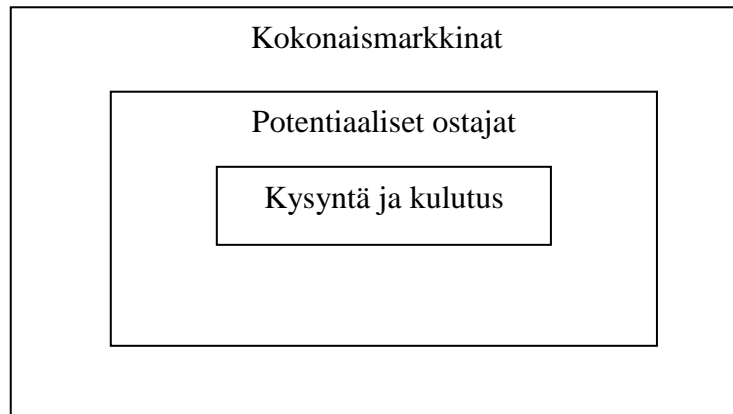 Kokonaismarkkinat
Potentiaaliset ostajat
Kysyntä ja kulutus